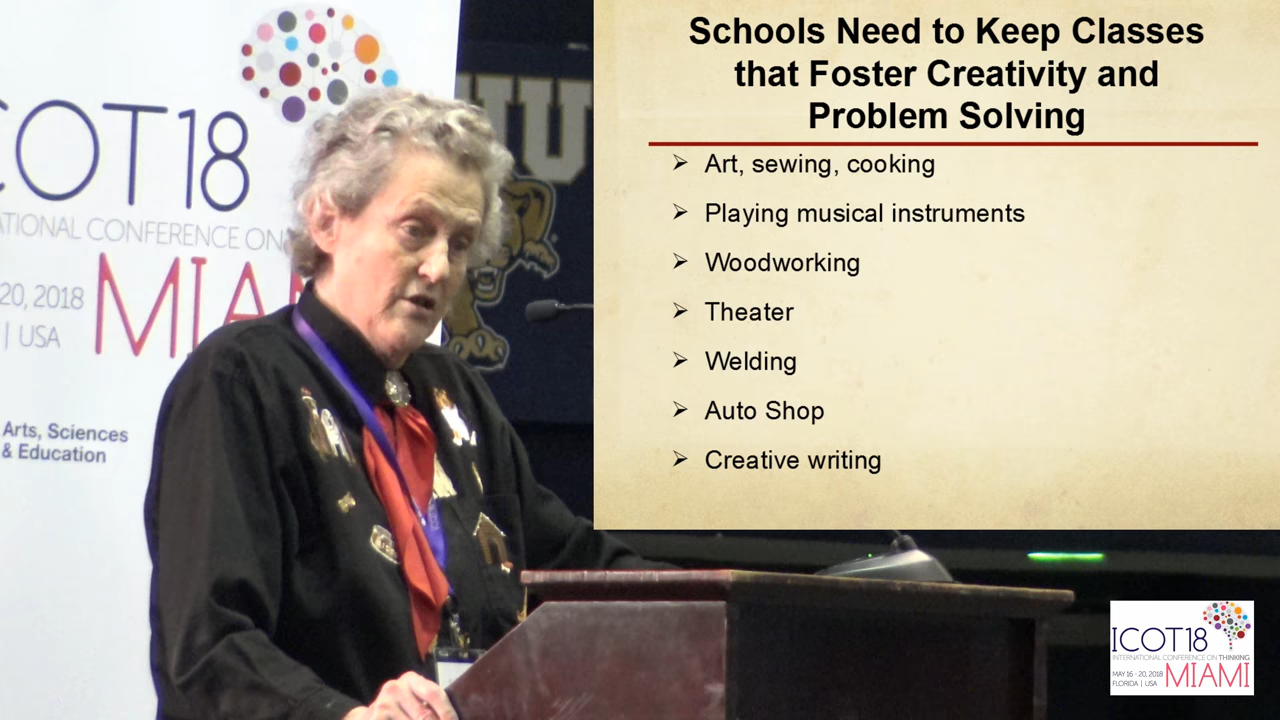 COT18
ATIONAL CONFERENCE ON
20, 2018
MIA
| USA
Arts, Sciences
& Education
IU
Schools Need to Keep Classes
that Foster Creativity and
Problem Solving
➢ Art, sewing, cooking
➢ Playing musical instruments
➢ Woodworking
➢ Theater
➢ Welding
➢ Auto Shop
➢ Creative writing
ICOT18
INTERNATIONAL CONFERENCE ON THINKING
MAY 16 - 20, 2018
FLORIDA | USA
MIAMI